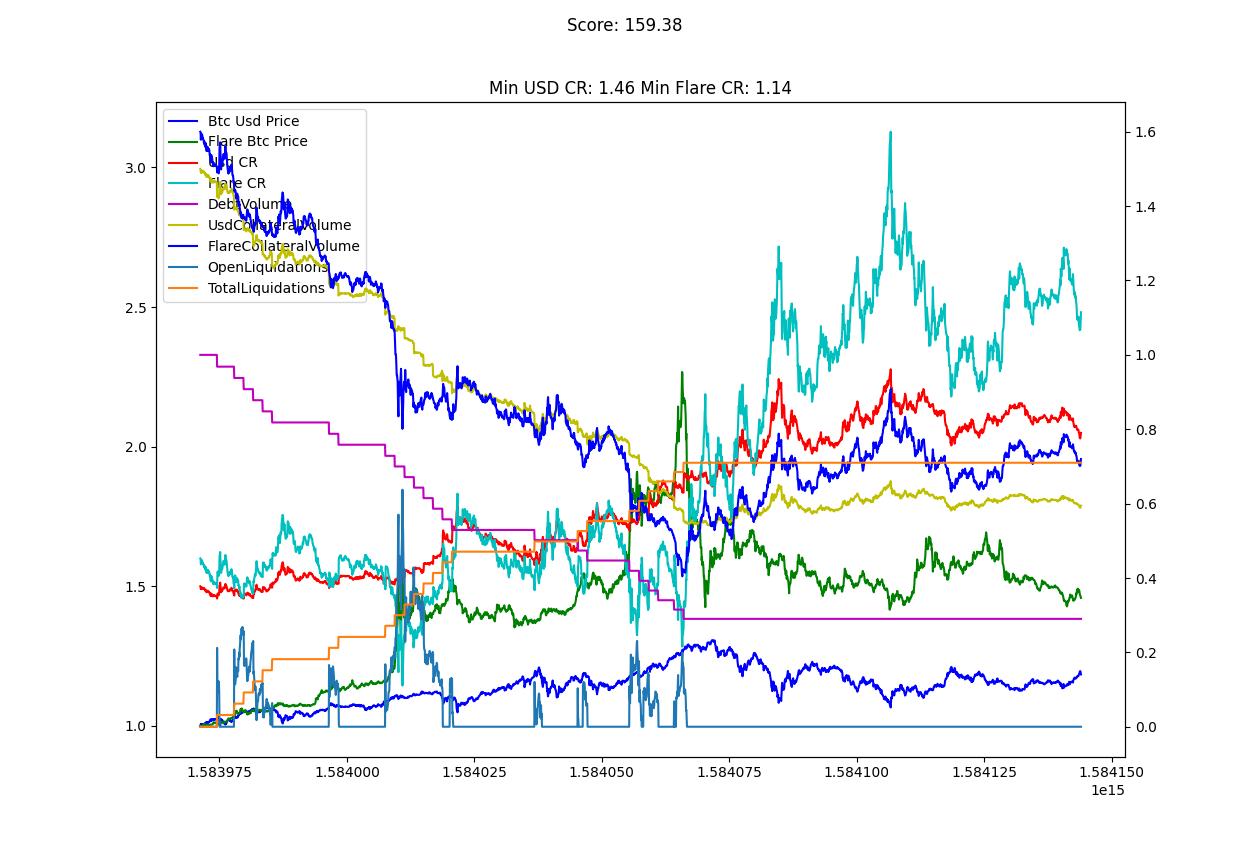 Score: 159.38
Min USD CR: 1.46 Min Flare CR: 1.14
Btc Usd Price
Flare Btc Price
Usd CR
Flare CR
DebtVolume
UsdCollateralVolume
FlareCollateralVolume
OpenLiquidations
TotalLiquidations
3.0
2.5
2.0
1.5
1.0
1.6
1.4
1.2
1.0
0.8
0.6
0.4
0.2
0.0
1.583975 1.584000 1.584025 1.584050 1.584075 1.584100 1.584125 1.584150
1e15